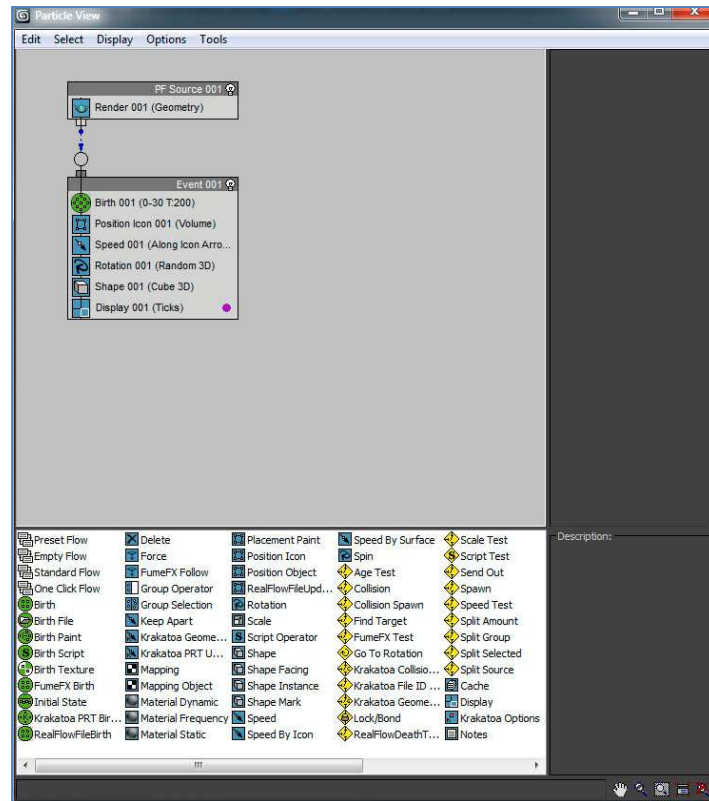 Particle View
Edit Select Display Options Tools
PF Source 001
Render 001 (Geometry)
Event 001
Birth 001 (0-30 T:200)
Position Icon 001 (Volume)
Speed 001 (Along Icon Arro...
Rotation 001 (Random 3D)
Shape 001 (Cube 3D)
Display 001 (Ticks)
Preset Flow Delete Placement Paint Speed By Surface Scale Test
Empty Flow Force Position Icon Spin Script Test
Standard Flow FumeFX Follow Position Object Age Test Send Out
One Click Flow Group Operator RealFlowFileUpd... Collision Spawn
Birth Group Selection Rotation Collision Spawn Speed Test
Birth File Keep Apart Scale Find Target Split Amount
Birth Paint Krakatoa Geome... Script Operator FumeFX Test Split Group
Birth Script Krakatoa PRT U... Shape Go To Rotation Split Selected
Birth Texture Mapping Shape Facing Krakatoa Collisio... Split Source
FumeFX Birth Mapping Object Shape Instance Krakatoa File ID ... Cache
Initial State Material Dynamic Shape Mark Krakatoa Geome... Display
Krakatoa PRT Bir... Material Frequency Speed Lock/Bond Krakatoa Options
RealFlowFileBirth Material Static Speed By Icon RealFlowDeathT... Notes
Description: